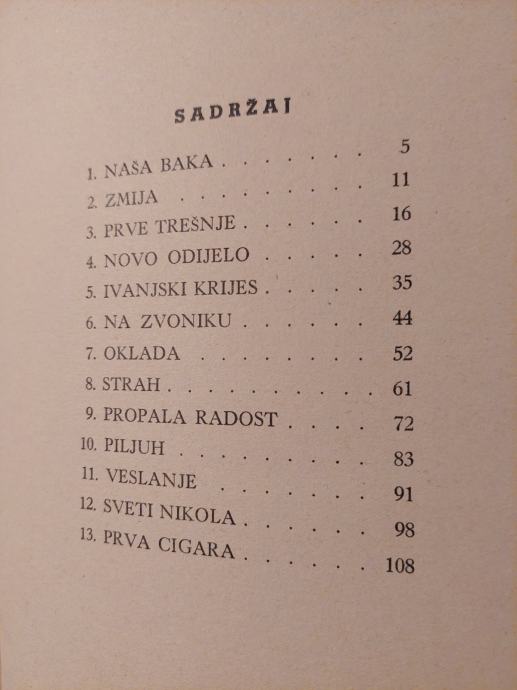 SADRŽAJ
1. NAŠA BAKA . . . . . . . 5
2. ZMIJA . . . . . . . . . 11
3. PRVE TREŠNJE . . . . . . 16
4. NOVO ODIJELO . . . . . 28
5. IVANJSKI KRIJES . . . . . 35
6. NA ZVONIKU . . . . . . 44
7. OKLADA . . . . . . . . 52
8. STRAH . . . . . . . . . . 61
9. PROPALA RADOST . . . . 72
10. PILJUH . . . . . . . . 83
11. VESLANJE . . . . . . . 91
12. SVETI NIKOLA . . . . . . 98
13. PRVA CIGARA . . . . . . 108